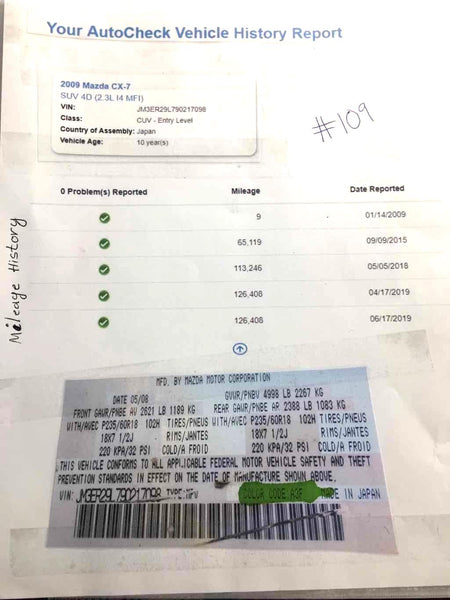 Your AutoCheck Vehicle History Report
2009 Mazda CX-7
SUV 4D (2.3L I4 MFI)
VIN: JM3ER29L790217098
Class: CUV - Entry Level
Country of Assembly: Japan
Vehicle Age: 10 year(s)
#109
0 Problem(s) Reported Mileage Date Reported
9 01/14/2009
65,119 09/09/2015
113,246 05/05/2018
126,408 04/17/2019
126,408 06/17/2019
Mileage History
MFD. BY MAZDA MOTOR CORPORATION
DATE 05/08 GVWR/PNBV 4998 LB 2267 KG
FRONT GAWR/PNBE AV 2621 LB 1189 KG REAR GAWR/PNBE AR 2388 LB 1083 KG
WITH/AVEC P235/60R18 102H TIRES/PNEUS WITH/AVEC P235/60R18 102H TIRES/PNEUS
18X7 1/2J RIMS/JANTES 18X7 1/2J RIMS/JANTES
220 KPA/32 PSI COLD/A FROID 220 KPA/32 PSI COLD/A FROID
THIS VEHICLE CONFORMS TO ALL APPLICABLE FEDERAL MOTOR VEHICLE SAFETY AND THEFT
PREVENTION STANDARDS IN EFFECT ON THE DATE OF MANUFACTURE SHOWN ABOVE.
VIN: JM3ER29L790217098 TYPE:MPV COLOR CODE A3F MADE IN JAPAN